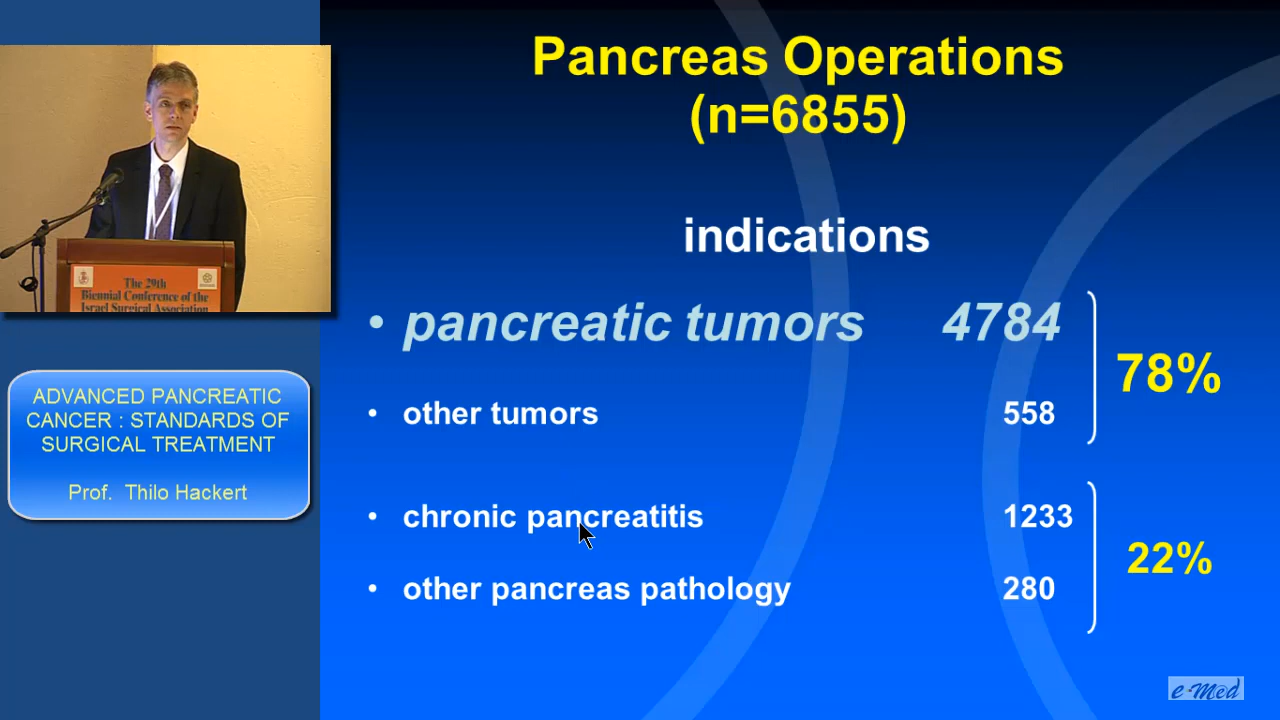 Pancreas Operations
(n=6855)
indications
• pancreatic tumors 4784
78%
• other tumors 558
• chronic pancreatitis 1233
22%
• other pancreas pathology 280
The 29th
Biennial Conference of the
Israel Surgical Association
ADVANCED PANCREATIC
CANCER : STANDARDS OF
SURGICAL TREATMENT
Prof. Thilo Hackert
e-Med